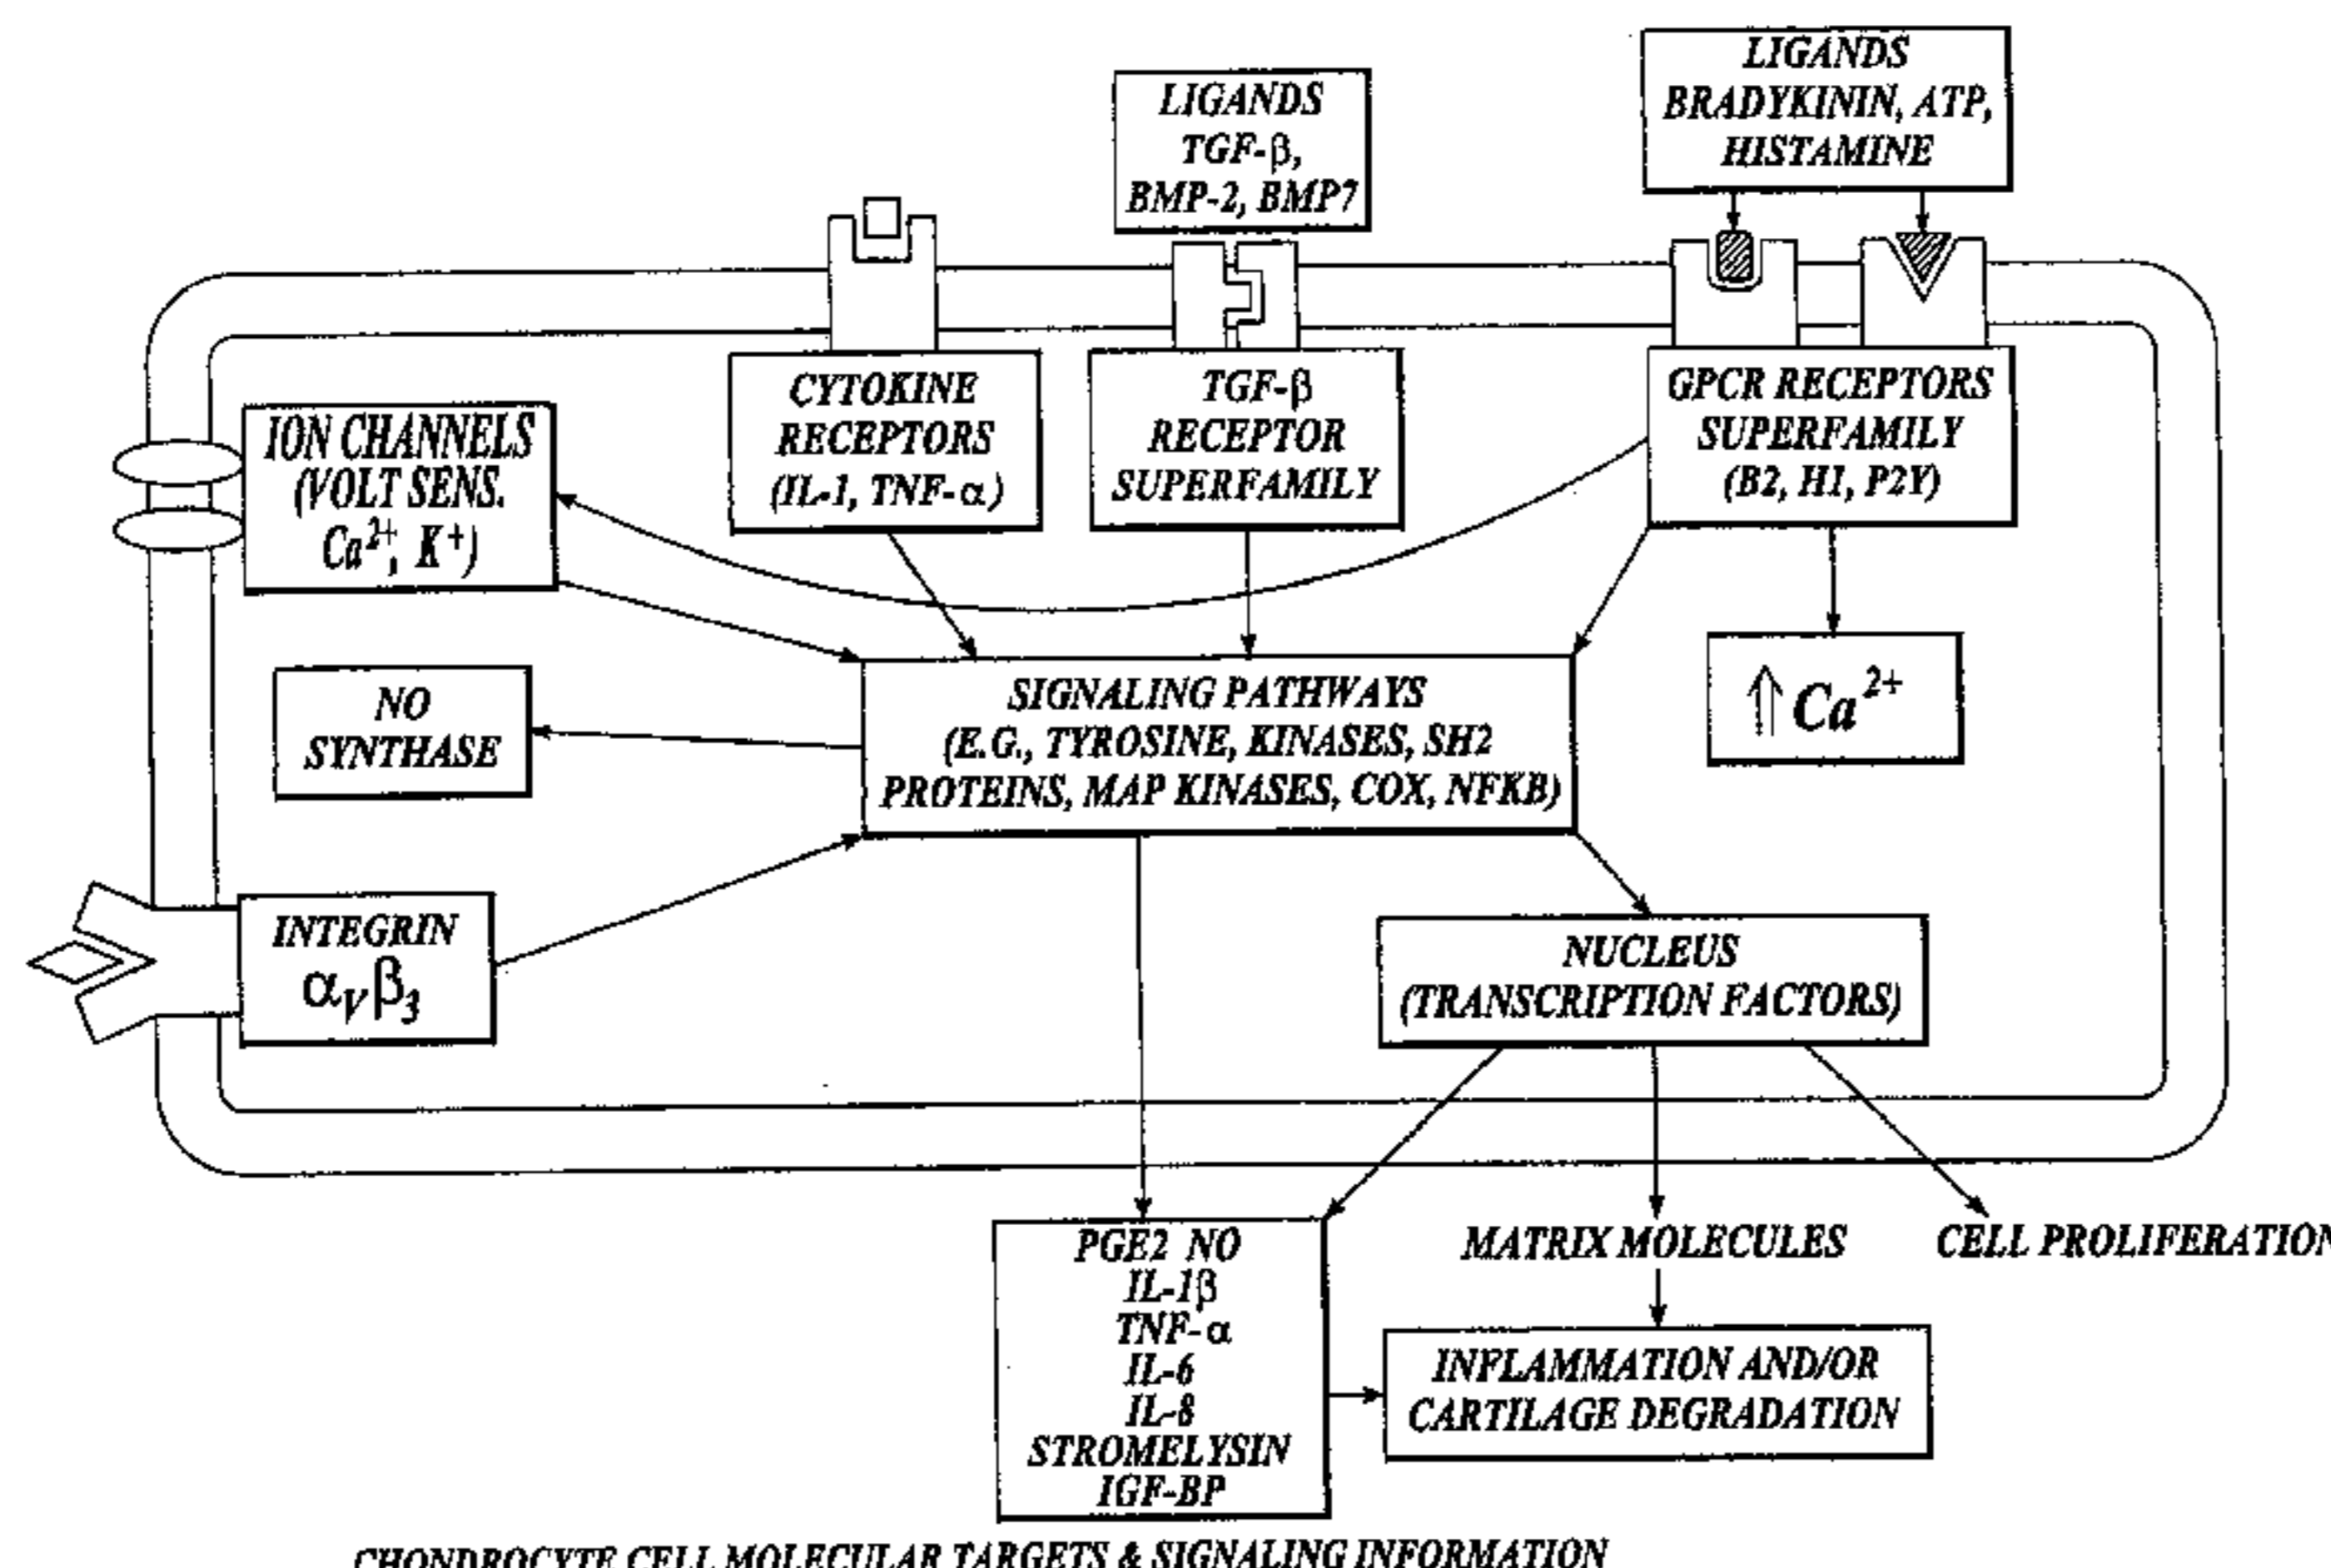 LIGANDS
BRADYKININ, ATP,
HISTAMINE
LIGANDS
TGF-β,
BMP-2, BMP7
CYTOKINE
RECEPTORS
(IL-1, TNF-α)
TGF-β
RECEPTOR
SUPERFAMILY
GPCR RECEPTORS
SUPERFAMILY
(B2, H1, P2Y)
ION CHANNELS
(VOLT SENS.
Ca²⁺, K⁺)
NO
SYNTHASE
SIGNALING PATHWAYS
(E.G., TYROSINE, KINASES, SH2
PROTEINS, MAP KINASES, COX, NFKB)
⇑ Ca²⁺
INTEGRIN
αVβ3
NUCLEUS
(TRANSCRIPTION FACTORS)
PGE2 NO
IL-1β
TNF-α
IL-6
IL-8
STROMELYSIN
IGF-BP
MATRIX MOLECULES
CELL PROLIFERATION
INFLAMMATION AND/OR
CARTILAGE DEGRADATION
CHONDROCYTE CELL MOLECULAR TARGETS & SIGNALING INFORMATION